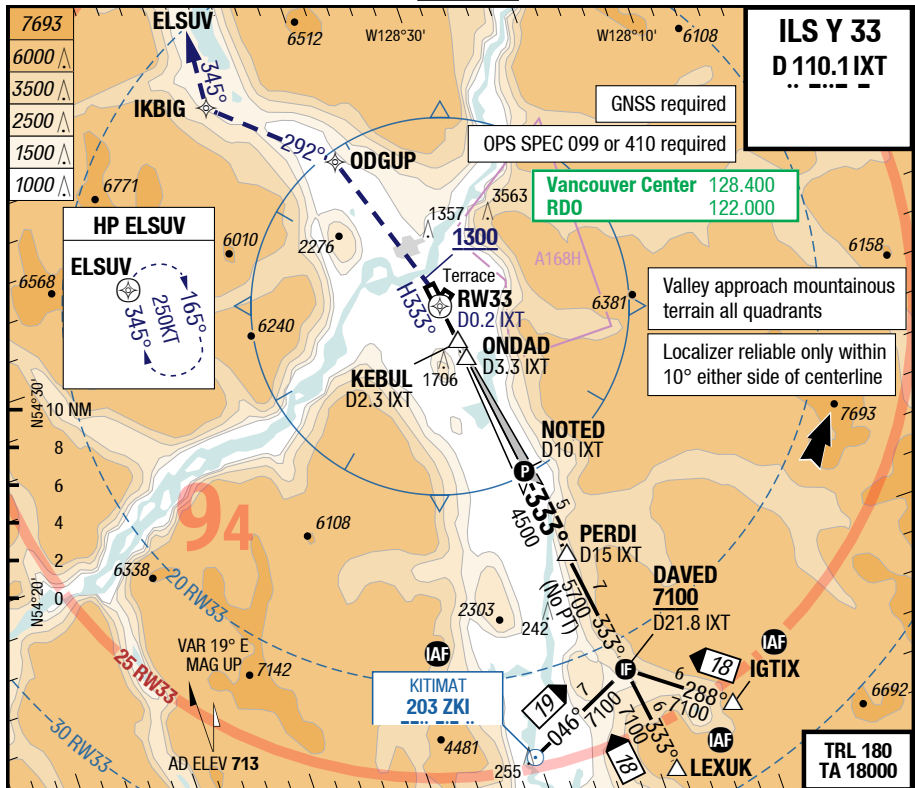 7693
6000
3500
2500
1500
1000
ELSUV
345°
IKBIG
292°
ODGUP
6512
W128°30'
W128°10'
6108
ILS Y 33
D 110.1 IXT
GNSS required
OPS SPEC 099 or 410 required
Vancouver Center 128.400
RDO 122.000
6771
HP ELSUV
ELSUV
345°
250KT
165°
6010
2276
1357
3563
1300
A168H
6158
6568
6240
Terrace
RW33
D0.2 IXT
H333°
6381
Valley approach mountainous
terrain all quadrants
Localizer reliable only within
10° either side of centerline
ONDAD
D3.3 IXT
KEBUL
D2.3 IXT
1706
7693
N54°30'
10 NM
8
6
4
2
0
N54°20'
NOTED
D10 IXT
P
333°
5
4500
94
6108
6338
20 RW33
PERDI
D15 IXT
7
5700
333°
(No PT)
DAVED
7100
D21.8 IXT
2303
242
VAR 19° E
MAG UP
7142
25 RW33
30 RW33
AD ELEV 713
IAF
KITIMAT
203 ZKI
4481
255
19
7
046°
7100
IF
18
6
288°
7100
IAF
IGTIX
6
333°
7100
18
IAF
LEXUK
6692
TRL 180
TA 18000